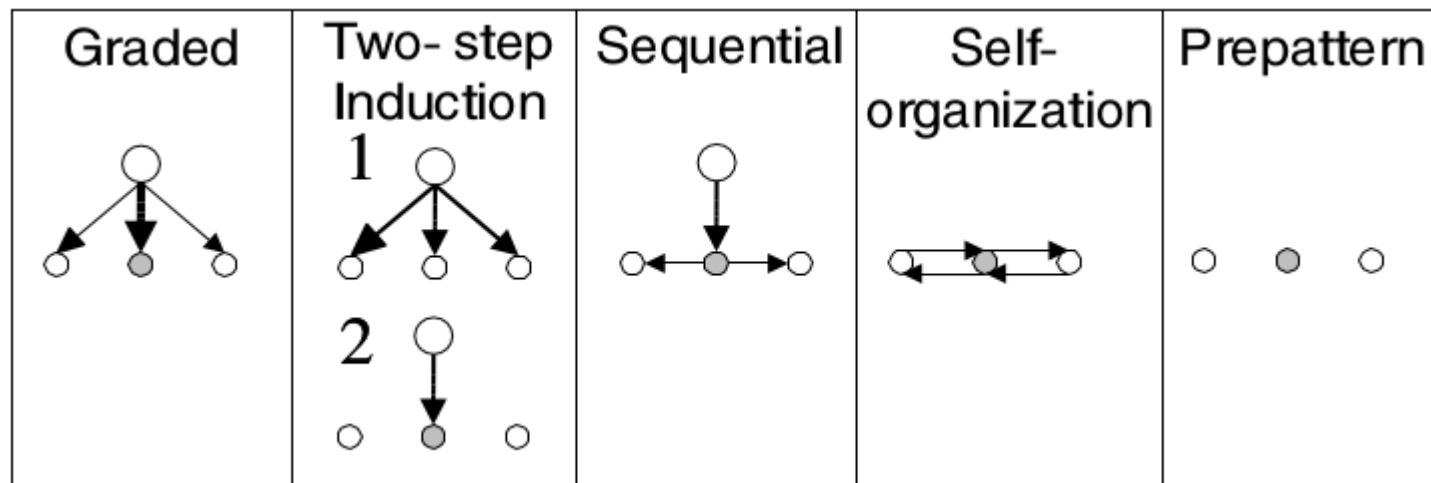 Graded
Two- step
Induction
1
2
Sequential
Self-
organization
Prepattern